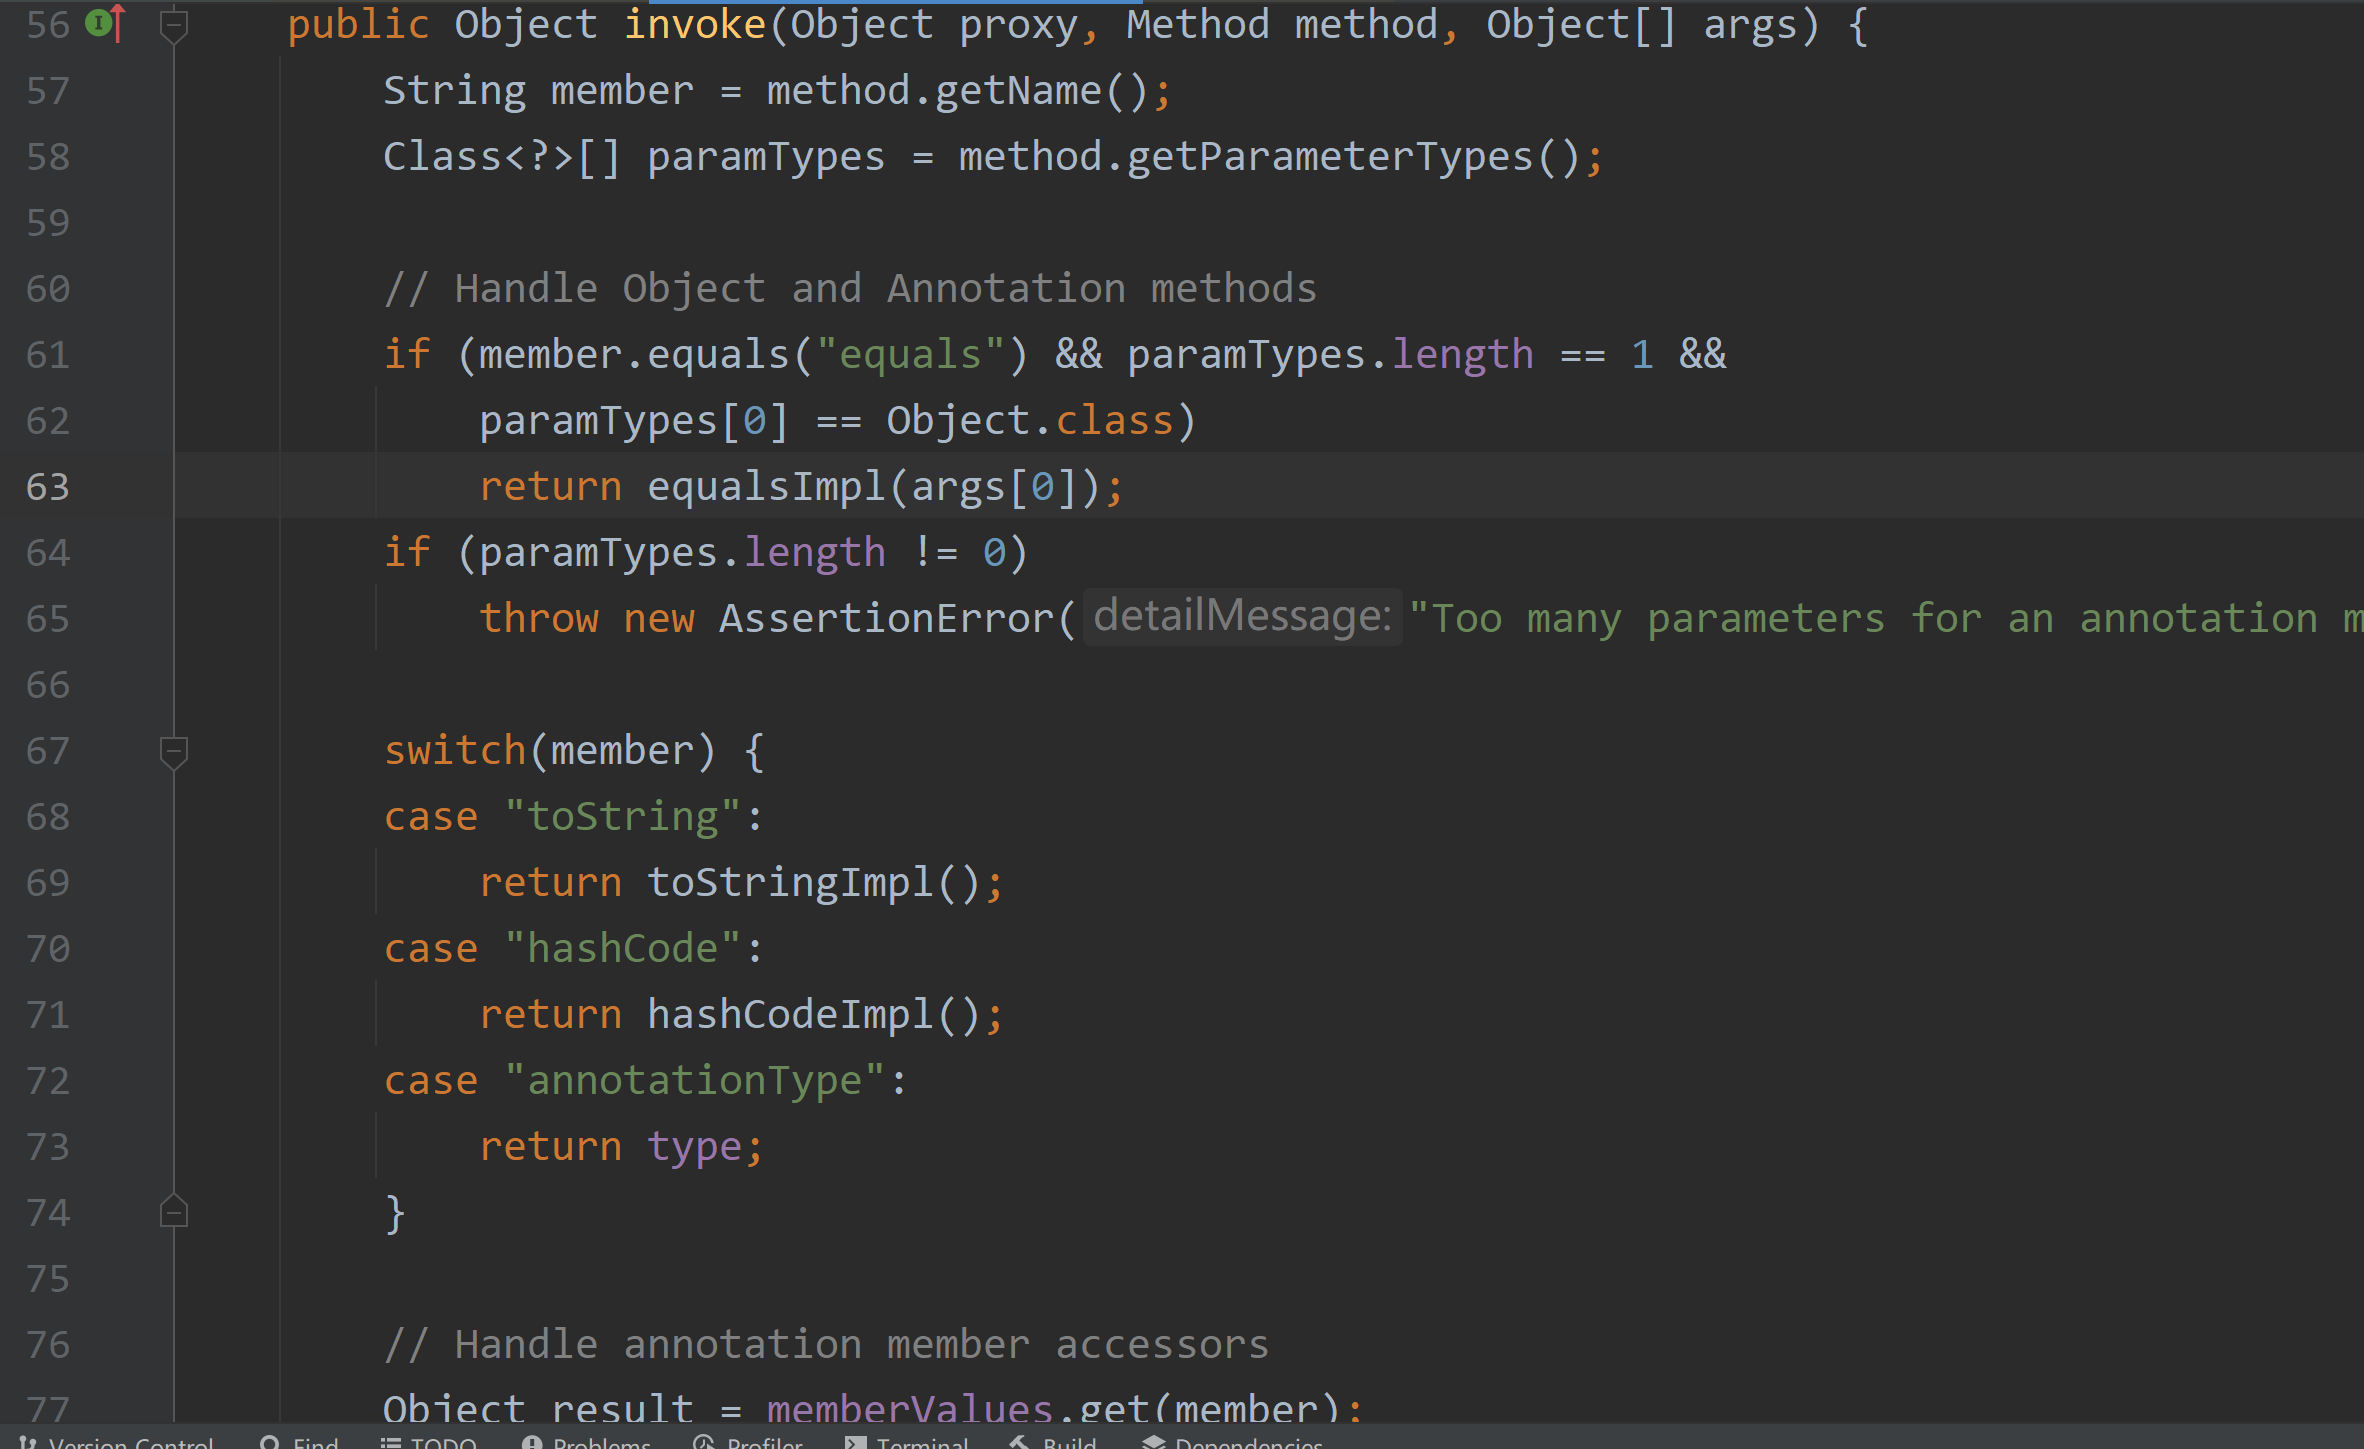 56 public Object invoke(Object proxy, Method method, Object[] args) {
57 String member = method.getName();
58 Class<?>[] paramTypes = method.getParameterTypes();
59
60 // Handle Object and Annotation methods
61 if (member.equals("equals") && paramTypes.length == 1 &&
62 paramTypes[0] == Object.class)
63 return equalsImpl(args[0]);
64 if (paramTypes.length != 0)
65 throw new AssertionError( detailMessage: "Too many parameters for an annotation m
66
67 switch(member) {
68 case "toString":
69 return toStringImpl();
70 case "hashCode":
71 return hashCodeImpl();
72 case "annotationType":
73 return type;
74 }
75
76 // Handle annotation member accessors
77 Object result = memberValues.get(member);
Version Control Find TODO Problems Profiler Terminal Build Dependencies